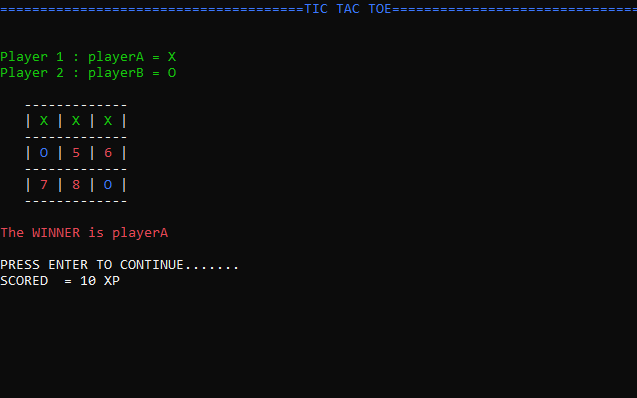 ======================================TIC TAC TOE===============================
Player 1 : playerA = X
Player 2 : playerB = O
-------------
| X | X | X |
-------------
| O | 5 | 6 |
-------------
| 7 | 8 | O |
-------------
The WINNER is playerA
PRESS ENTER TO CONTINUE.......
SCORED  = 10 XP